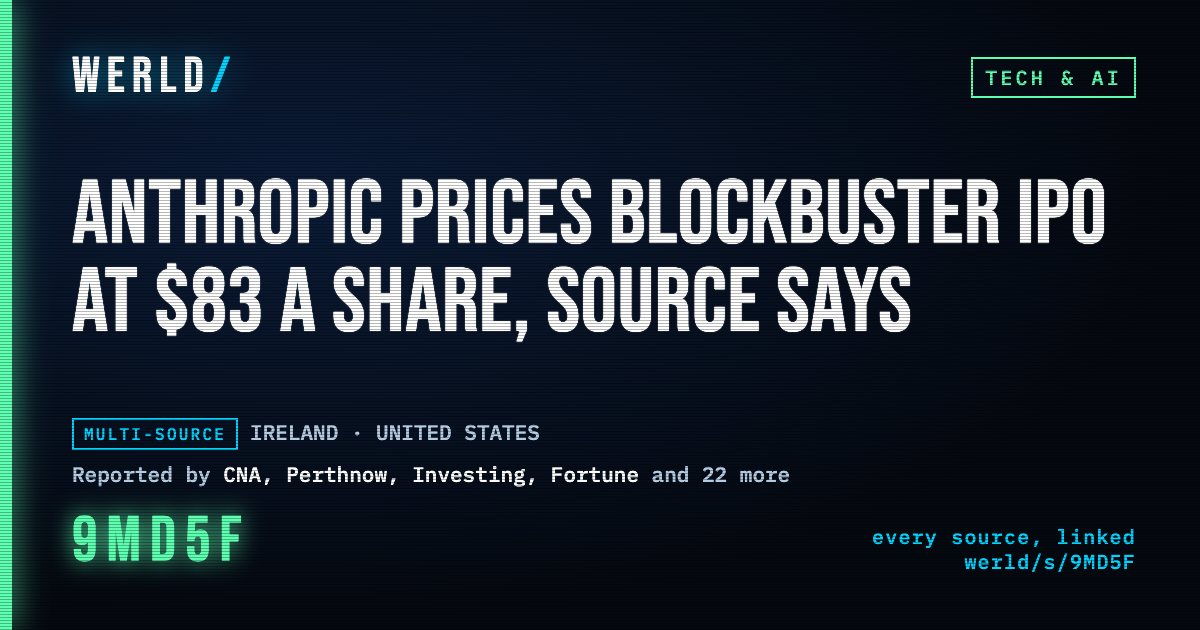 WERLD/
TECH & AI
ANTHROPIC PRICES BLOCKBUSTER IPO
AT $83 A SHARE, SOURCE SAYS
MULTI-SOURCE IRELAND · UNITED STATES
Reported by CNA, Perthnow, Investing, Fortune and 22 more
9MD5F
every source, linked
werld/s/9MD5F